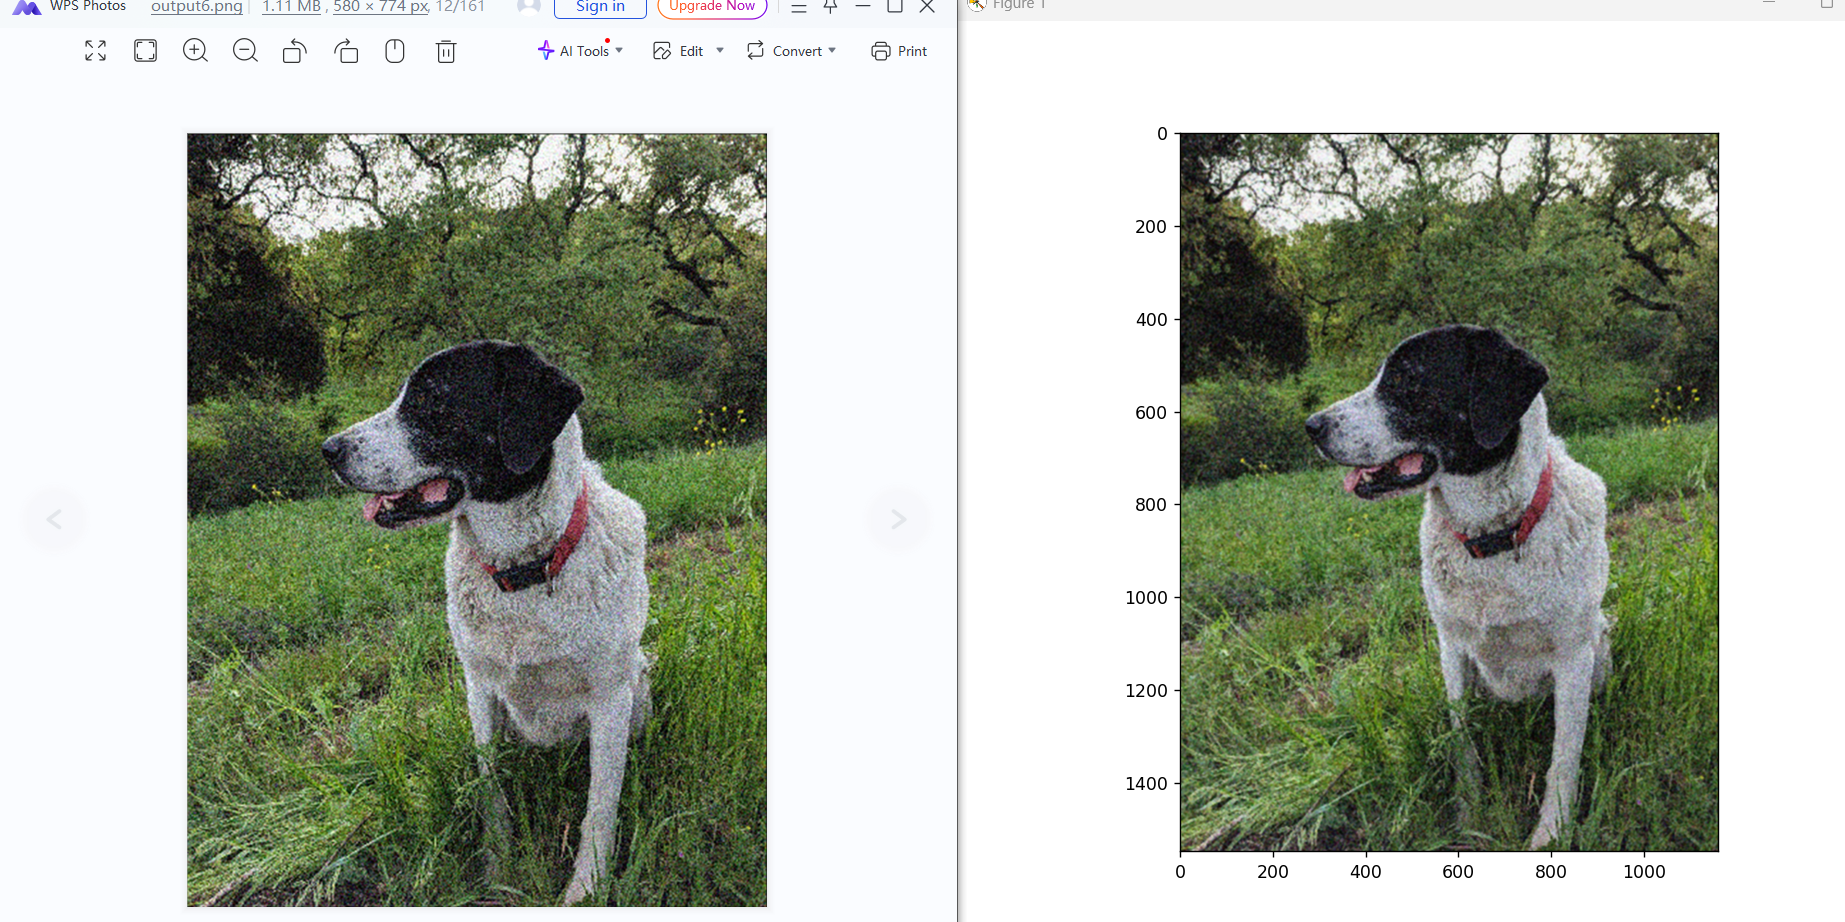 WPS Photos output6.png 1.11 MB , 580 × 774 px, 12/161 Sign in Upgrade Now
AI Tools Edit Convert Print
Figure 1
0
200
400
600
800
1000
1200
1400
0 200 400 600 800 1000